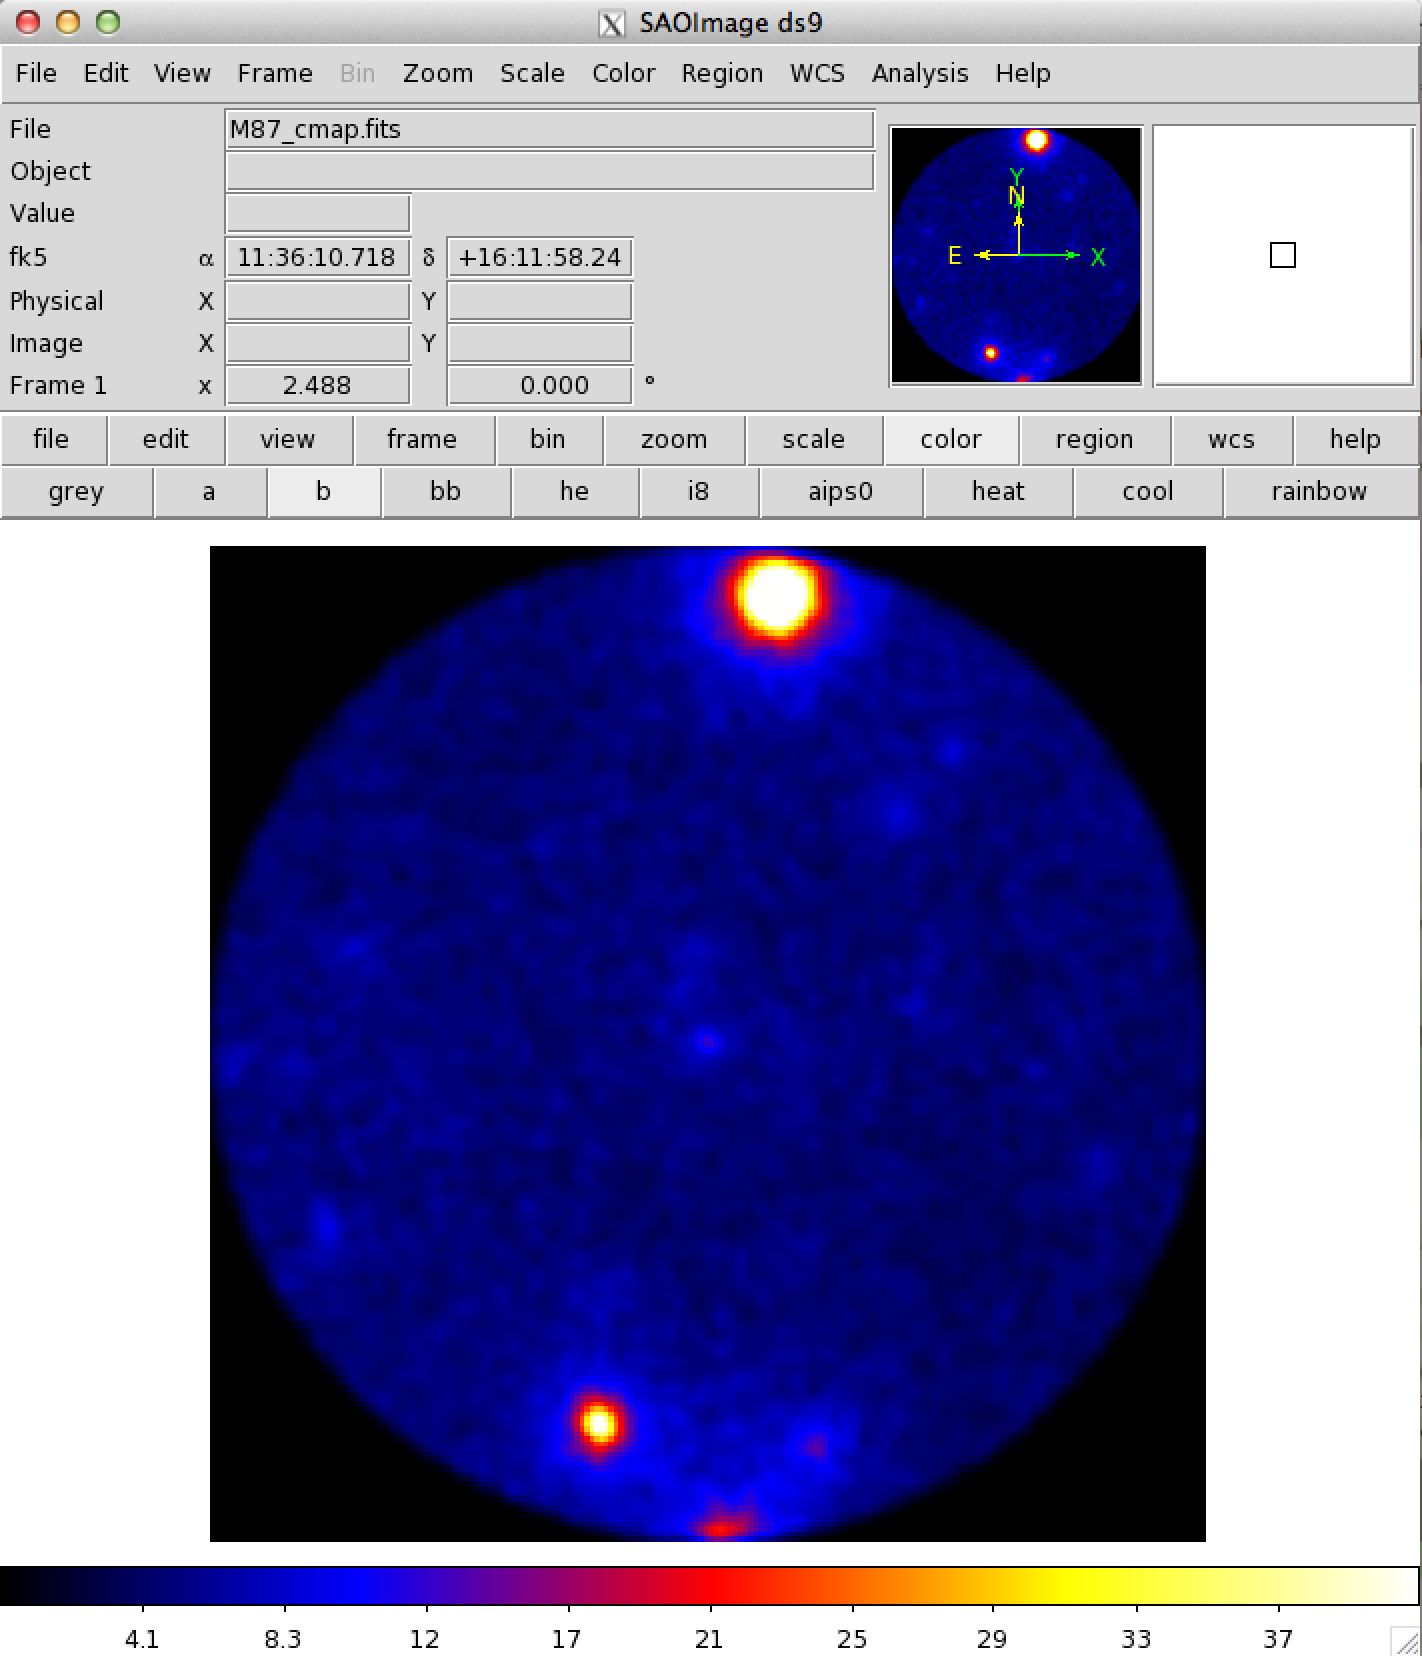 SAOImage ds9
File Edit View Frame Bin Zoom Scale Color Region WCS Analysis Help
File M87_cmap.fits
Object
Value
fk5 α 11:36:10.718 δ +16:11:58.24
Physical X Y
Image X Y
Frame 1 x 2.488 0.000 °
Y
N
E X
file edit view frame bin zoom scale color region wcs help
grey a b bb he i8 aips0 heat cool rainbow
4.1 8.3 12 17 21 25 29 33 37